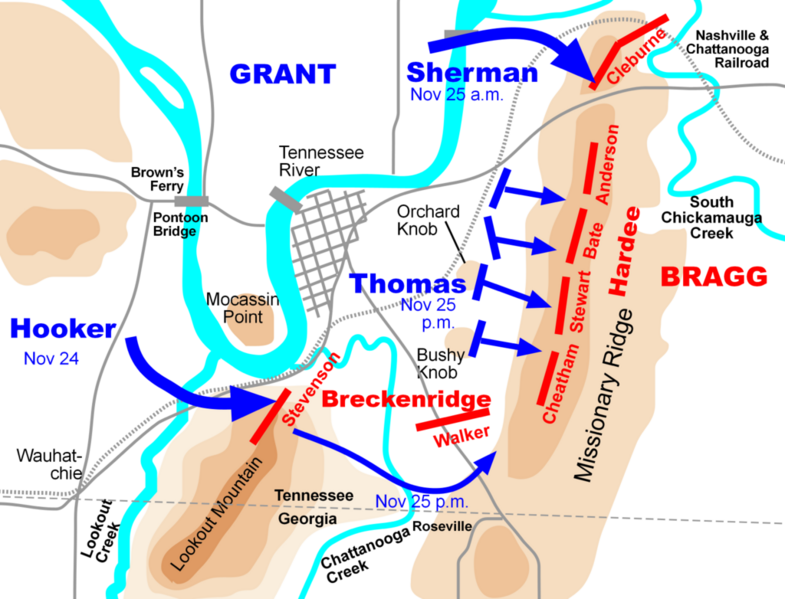 Nashville &
Chattanooga
Railroad
Cleburne
GRANT
Sherman
Nov 25 a.m.
Tennessee
River
Brown's
Ferry
Pontoon
Bridge
Anderson
South
Chickamauga
Creek
Orchard
Knob
Bate
Hardee
BRAGG
Thomas
Nov 25
p.m.
Stewart
Mocassin
Point
Hooker
Nov 24
Bushy
Knob
Cheatham
Missionary Ridge
Stevenson
Breckenridge
Walker
Wauhat-
chie
Lookout Mountain
Nov 25 p.m.
Tennessee
Georgia
Lookout
Creek
Roseville
Chattanooga
Creek